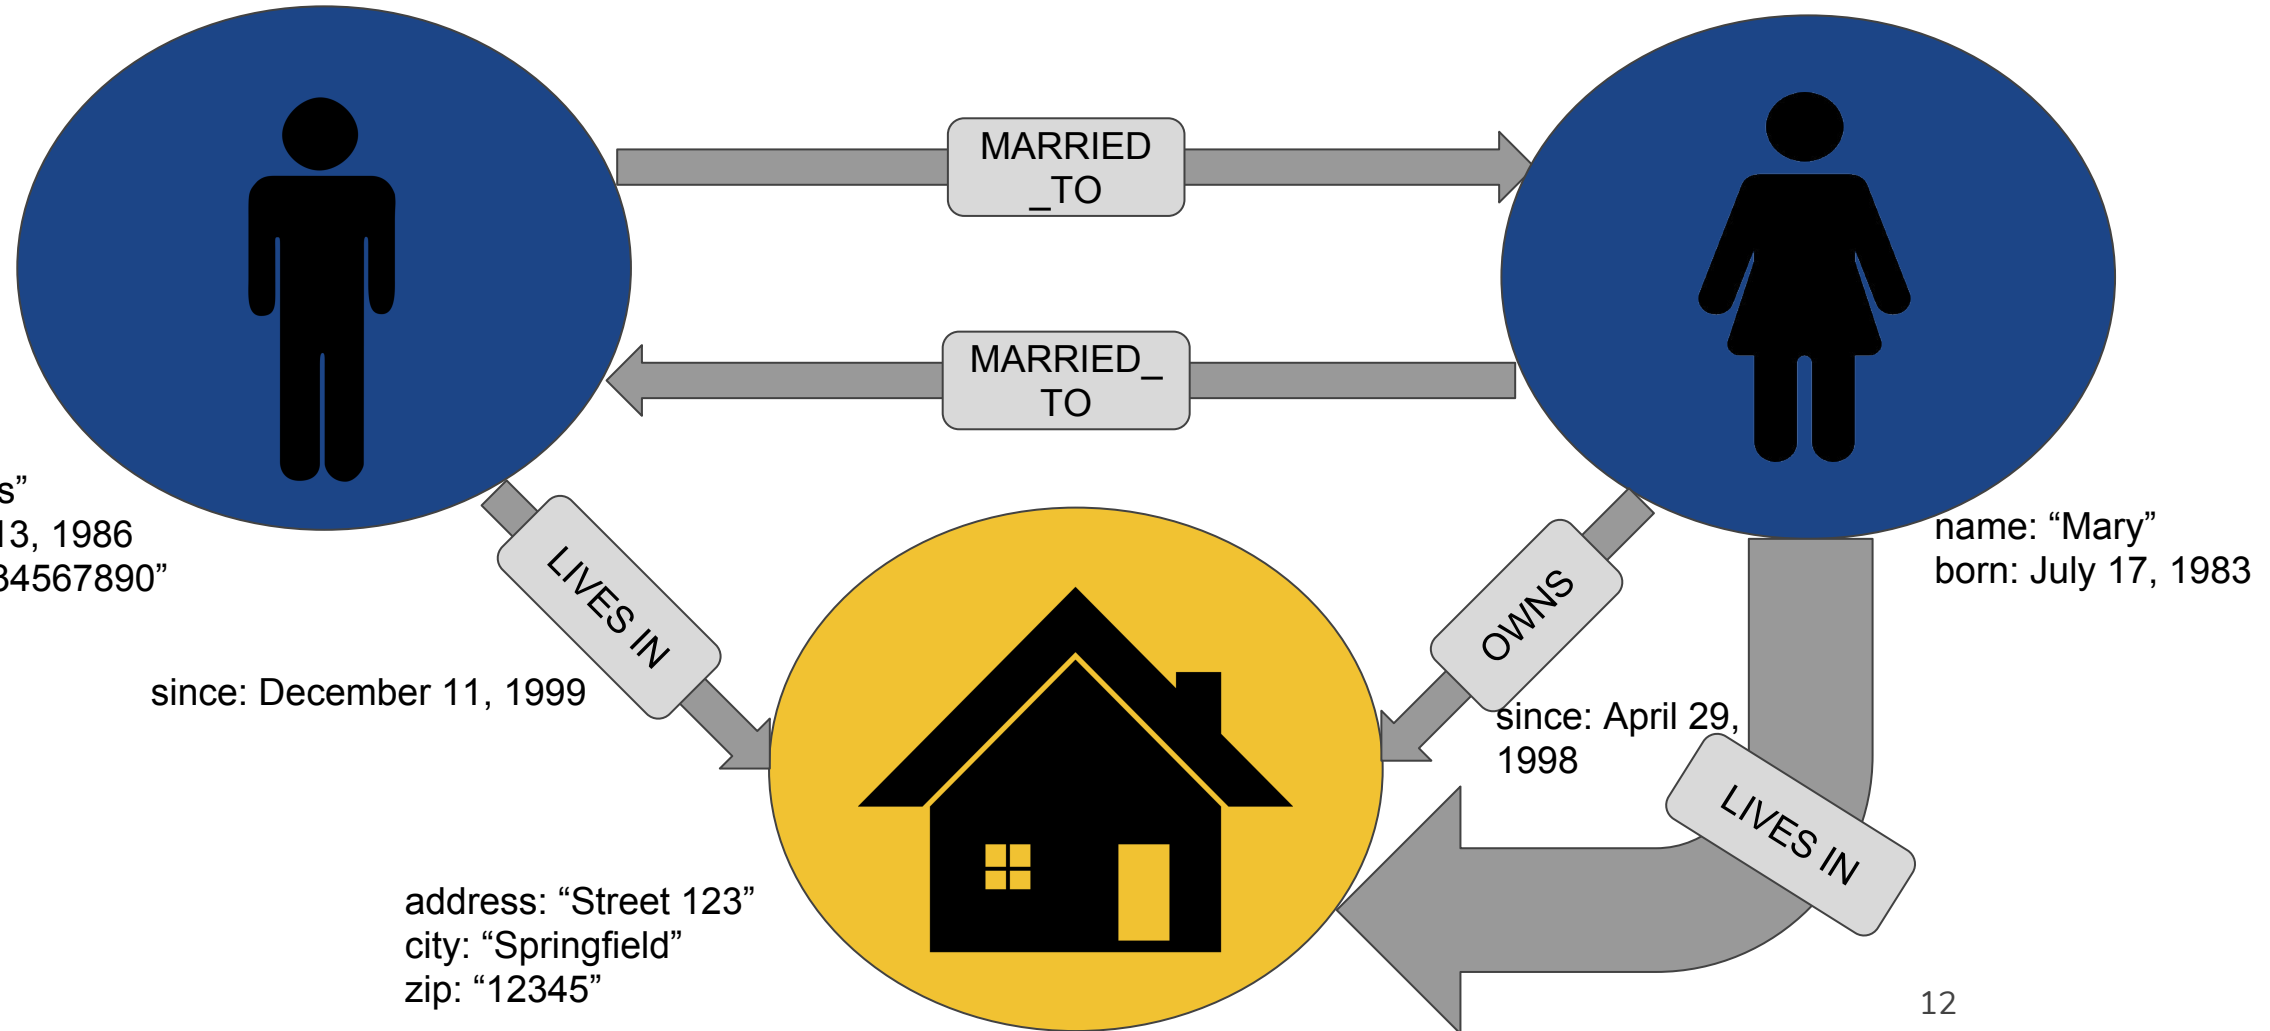 MARRIED
_TO
MARRIED_
TO
s”
13, 1986
34567890”
name: “Mary”
born: July 17, 1983
LIVES IN
OWNS
since: December 11, 1999
since: April 29,
1998
LIVES IN
address: “Street 123”
city: “Springfield”
zip: “12345”
12